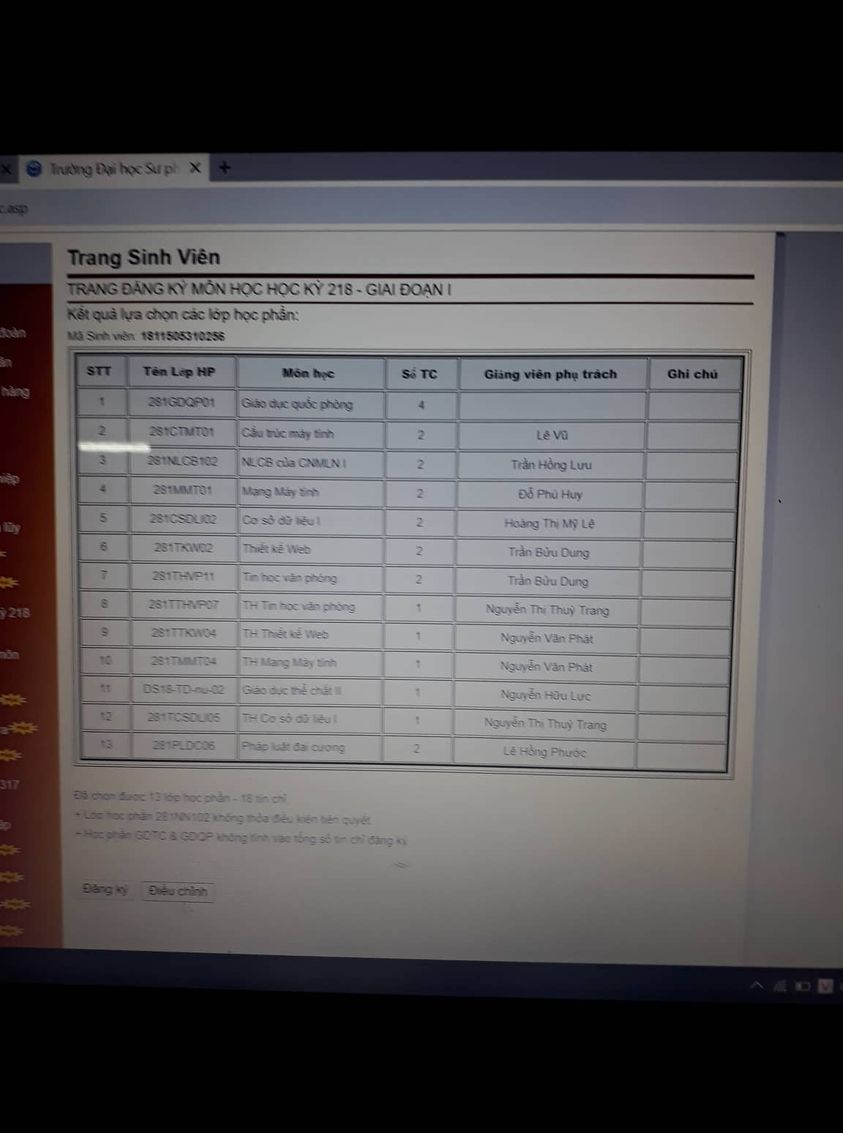 Trường Đại học Sư ph
c.asp
Trang Sinh Viên
TRANG ĐĂNG KÝ MÔN HỌC HỌC KỲ 218 - GIAI ĐOẠN I
Kết quả lựa chọn các lớp học phần:
Mã Sinh viên: 1811505310256
STT Tên Lớp HP Môn học Số TC Giảng viên phụ trách Ghi chú
1 281GDQP01 Giáo dục quốc phòng 4
2 281CTMT01 Cấu trúc máy tính 2 Lê Vũ
3 281NLCB102 NLCB của CNMLN I 2 Trần Hồng Lưu
4 281MMT01 Mạng Máy tính 2 Đỗ Phú Huy
5 281CSDLI02 Cơ sở dữ liệu I 2 Hoàng Thị Mỹ Lệ
6 281TKW02 Thiết kế Web 2 Trần Bửu Dung
7 281THVP11 Tin học văn phòng 2 Trần Bửu Dung
8 281TTHVP07 TH Tin học văn phòng 1 Nguyễn Thị Thuỳ Trang
9 281TTKW04 TH Thiết kế Web 1 Nguyễn Văn Phát
10 281TMMT04 TH Mạng Máy tính 1 Nguyễn Văn Phát
11 DS18-TD-nu-02 Giáo dục thể chất II 1 Nguyễn Hữu Lực
12 281TCSDLI05 TH Cơ sở dữ liệu I 1 Nguyễn Thị Thuỳ Trang
13 281PLDC06 Pháp luật đại cương 2 Lê Hồng Phước
Đã chọn được 13 lớp học phần - 18 tín chỉ
+ Lớp học phần 281NN102 không thỏa điều kiện tiên quyết
+ Học phần GDTC & GDQP không tính vào tổng số tín chỉ đăng ký
Đăng ký Điều chỉnh
đoàn
hàng
lũy
218
317